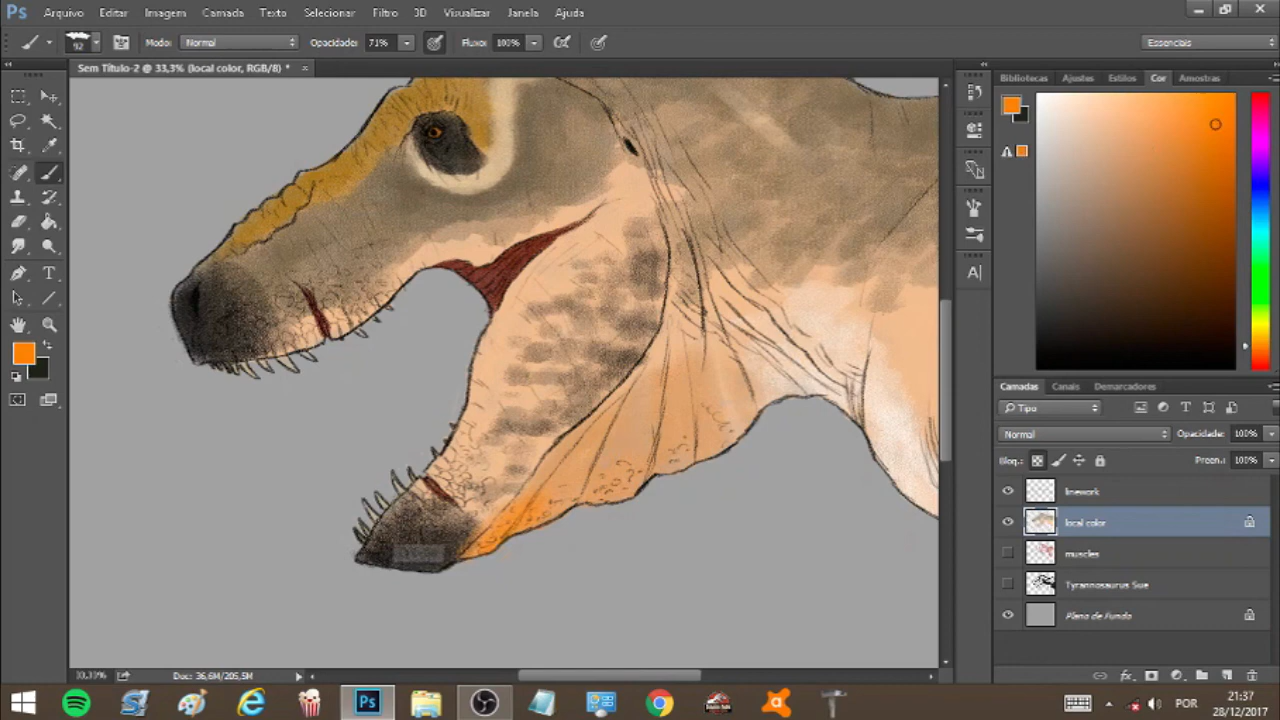 Ps Arquivo Editar Imagem Camada Texto Selecionar Filtro 3D Visualizar Janela Ajuda
92 Modo: Normal Opacidade: 71% Fluxo: 100% Essenciais
Sem Título-2 @ 33,3% (local color, RGB/8) * ×
Bibliotecas Ajustes Estilos Cor Amostras
Camadas Canais Demarcadores
Tipo
Normal Opacidade: 100%
Bloq.: Preen.: 100%
linework
local color
muscles
Tyrannosaurus Sue
Plano de Fundo
33,33% Doc: 36,6M/205,5M
Ps POR 21:37
28/12/2017